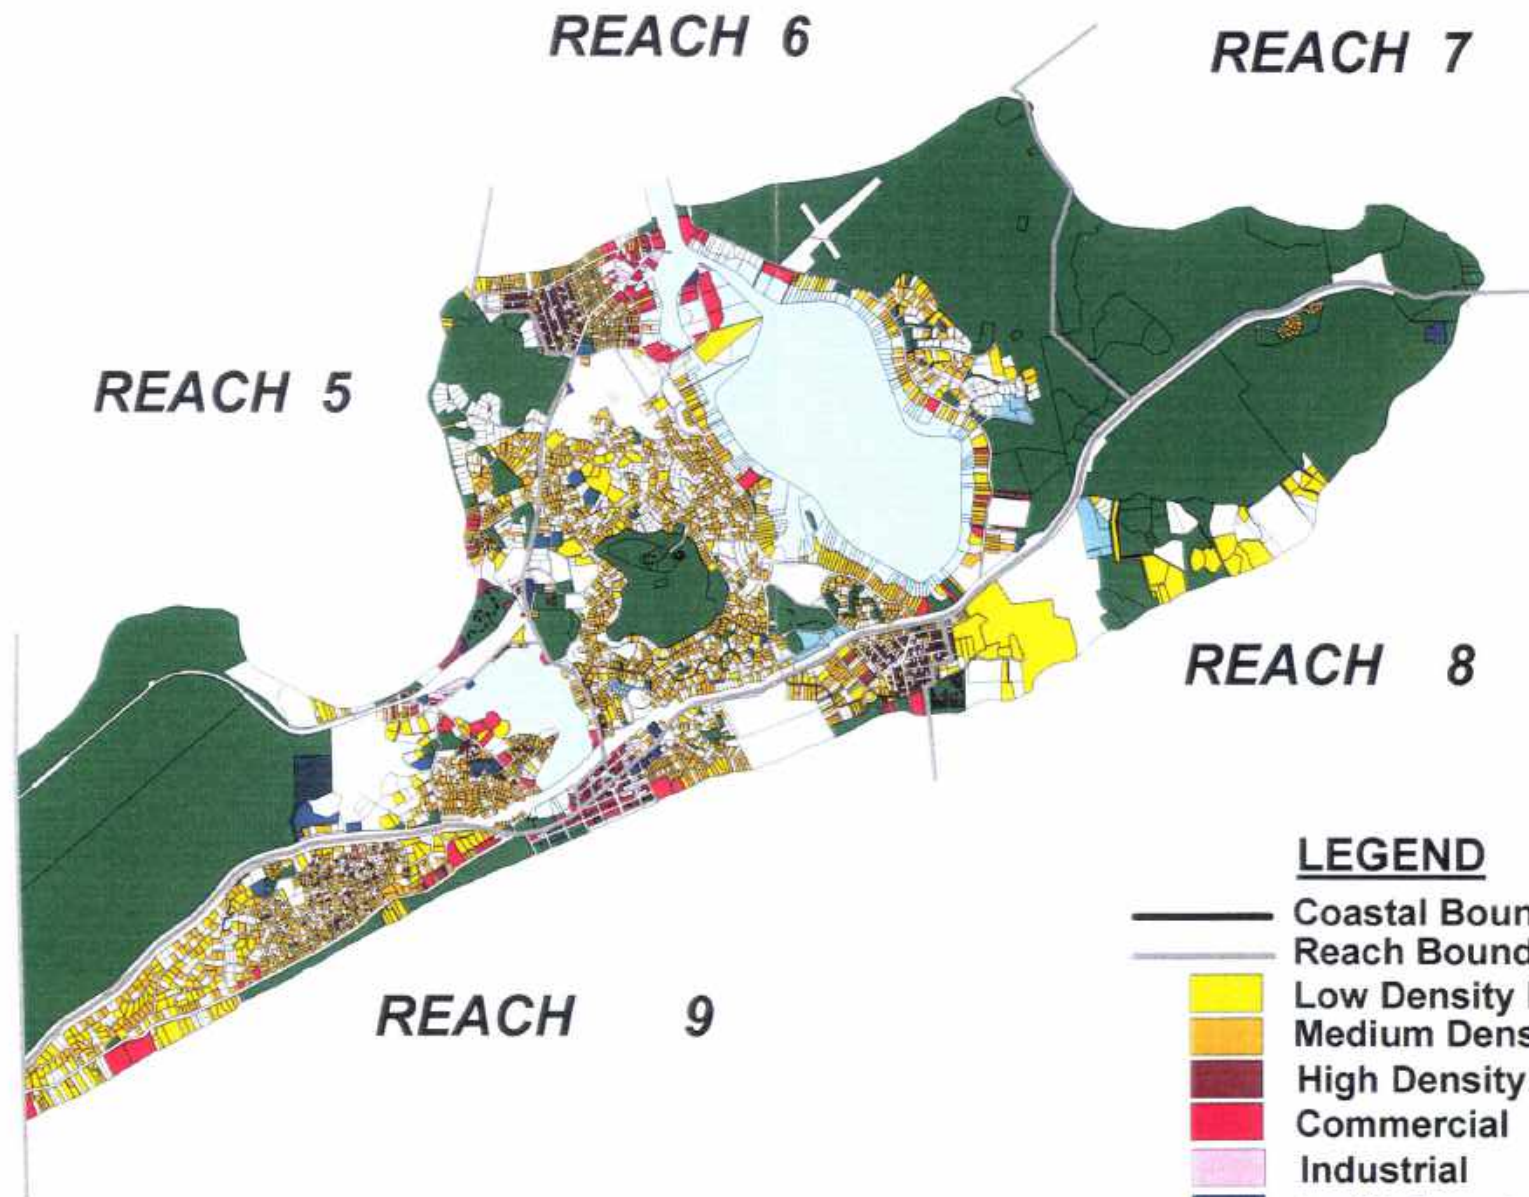 REACH 6
REACH 7
REACH 5
REACH 8
REACH 9
LEGEND
Coastal Boun
Reach Bound
Low Density
Medium Dens
High Density
Commercial
Industrial